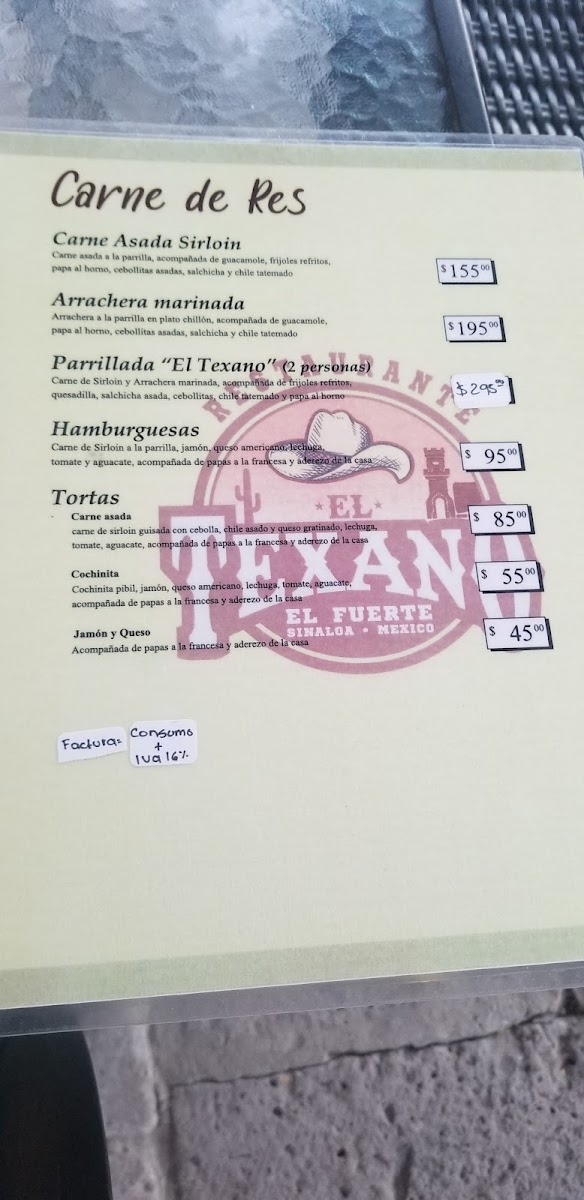 Carne de Res
Carne Asada Sirloin
Carne asada a la parrilla, acompañada de guacamole, frijoles refritos,
papa al horno, cebollitas asadas, salchicha y chile tatemado
$155.00
Arrachera marinada
Arrachera a la parrilla en plato chillón, acompañada de guacamole,
papa al horno, cebollitas asadas, salchicha y chile tatemado
$195.00
Parrillada “El Texano” (2 personas)
Carne de Sirloin y Arrachera marinada, acompañada de frijoles refritos,
quesadilla, salchicha asada, cebollitas, chile tatemado y papa al horno
$295.00
Hamburguesas
Carne de Sirloin a la parrilla, jamón, queso americano, lechuga,
tomate y aguacate, acompañada de papas a la francesa y aderezo de la casa
$ 95.00
Tortas
Carne asada
carne de sirloin guisada con cebolla, chile asado y queso gratinado, lechuga,
tomate, aguacate, acompañada de papas a la francesa y aderezo de la casa
$ 85.00
Cochinita
Cochinita pibil, jamón, queso americano, lechuga, tomate, aguacate,
acompañada de papas a la francesa y aderezo de la casa
$ 55.00
Jamón y Queso
Acompañada de papas a la francesa y aderezo de la casa
$ 45.00
RESTAURANTE
EL
TEXANO
EL FUERTE
SINALOA • MEXICO
Factura=
Consumo
+
IVA 16%